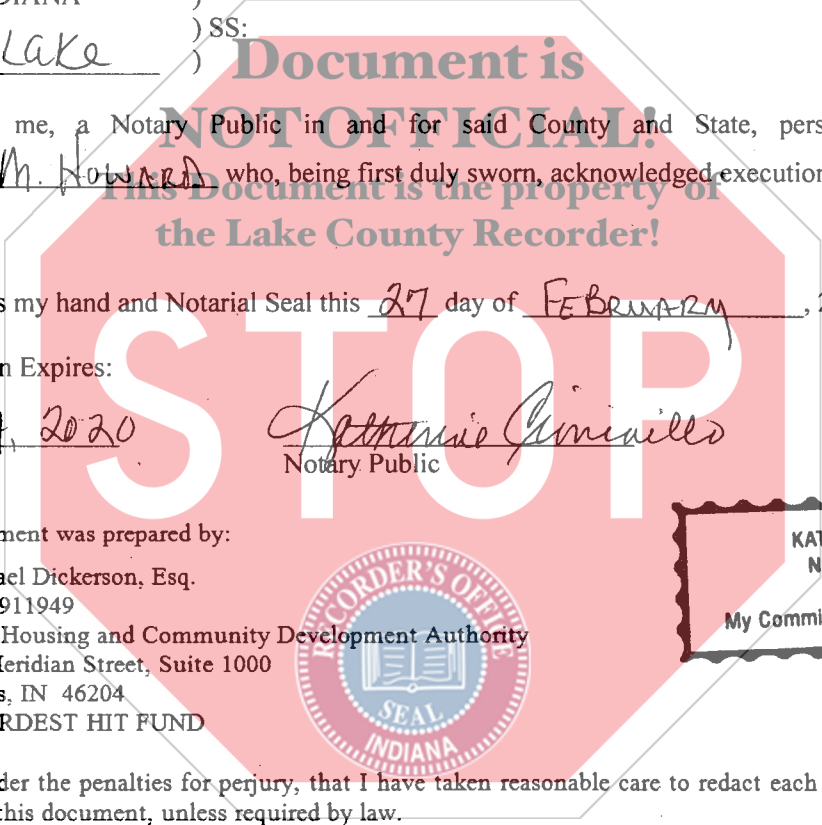 DIANA )
) SS:
Lake )
Document is
NOT OFFICIAL!
This Document is the property of
the Lake County Recorder!
me, a Notary Public in and for said County and State, pers
M. HOWARD who, being first duly sworn, acknowledged execution
s my hand and Notarial Seal this 27 day of FEBRUARY, 2
n Expires:
, 2020
Notary Public
STOP
ment was prepared by:
ael Dickerson, Esq.
911949
Housing and Community Development Authority
Meridian Street, Suite 1000
s, IN 46204
RDEST HIT FUND
KAT
N
My Commi
RECORDER'S OFFICE
SEAL
INDIANA
der the penalties for perjury, that I have taken reasonable care to redact each
this document, unless required by law.